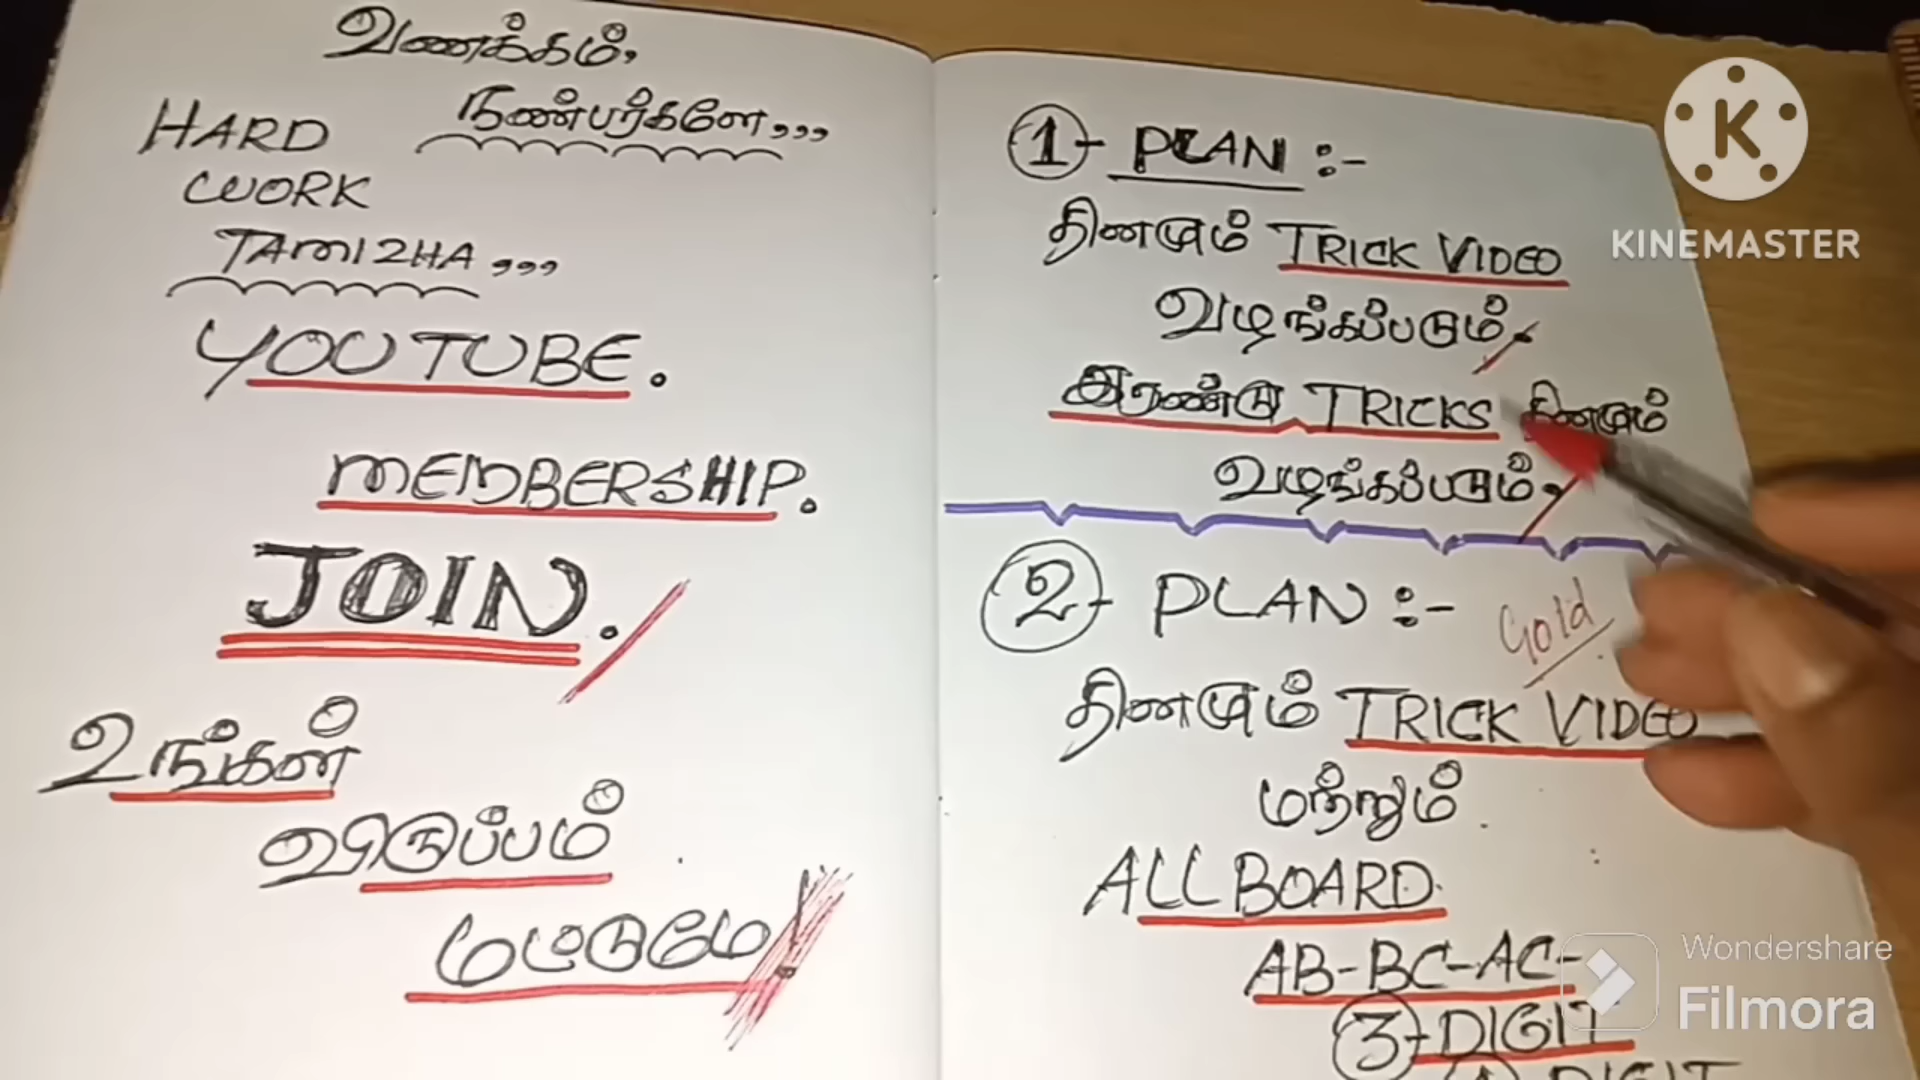 வணக்கம்,
நண்பர்களே,,,
HARD
WORK
TAMIZHA,,,
YOUTUBE.
MEMBERSHIP.
JOIN.
உங்கள்
விருப்பம்
மட்டுமே!
1- PLAN :-
தினமும் TRICK VIDEO
வழங்கப்படும்.
இரண்டு TRICKS தினமும்
வழங்கப்படும்.
2- PLAN :-
Gold
தினமும் TRICK VIDEO
மற்றும்
ALL BOARD
AB-BC-AC-
3-DIGIT
DIGIT
K
KINEMASTER
Wondershare
Filmora